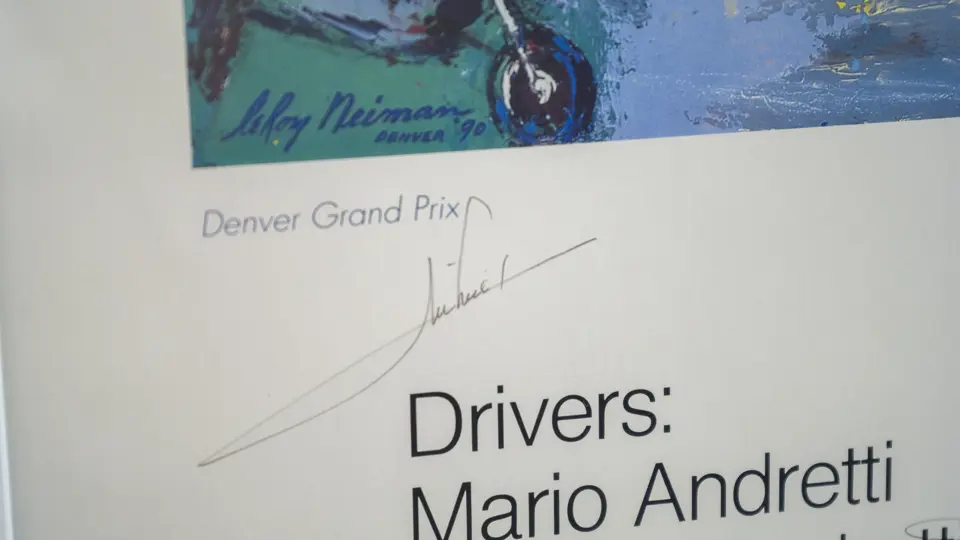 LeRoy Neiman
DENVER '90
Denver Grand Prix
Drivers:
Mario Andretti